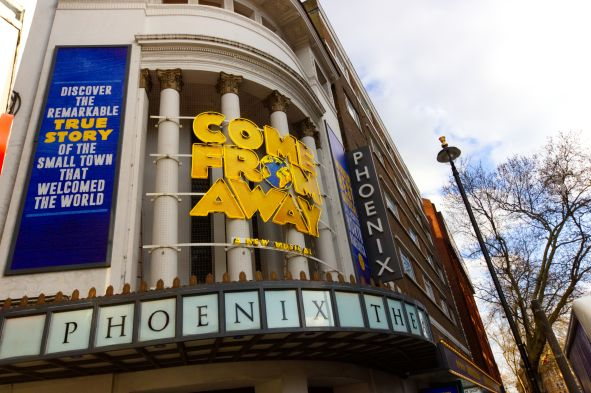 DISCOVER
THE
REMARKABLE
TRUE
STORY
OF THE
SMALL TOWN
THAT
WELCOMED
THE WORLD
COME
FROM
AWAY
A NEW MUSICAL
PHOENIX
PHOENIX THE